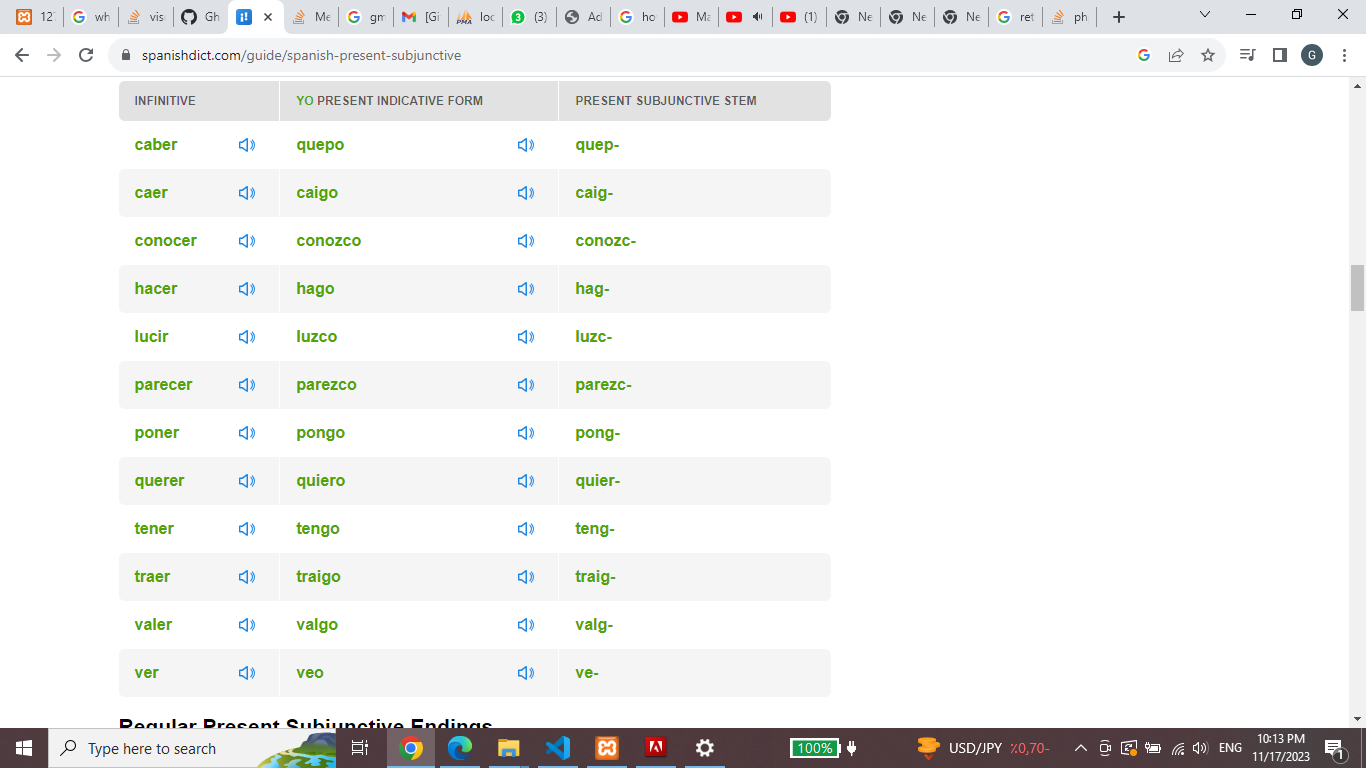 12 wh vis Gh Me gm [Gi loc (3) Ad ho Ma (1) Ne Ne Ne ret ph
spanishdict.com/guide/spanish-present-subjunctive G
INFINITIVE YO PRESENT INDICATIVE FORM PRESENT SUBJUNCTIVE STEM
caber quepo quep-
caer caigo caig-
conocer conozco conozc-
hacer hago hag-
lucir luzco luzc-
parecer parezco parezc-
poner pongo pong-
querer quiero quier-
tener tengo teng-
traer traigo traig-
valer valgo valg-
ver veo ve-
Regular Present Subjunctive Endings
Type here to search 100% USD/JPY ٪0,70- ENG 10:13 PM
11/17/2023 1